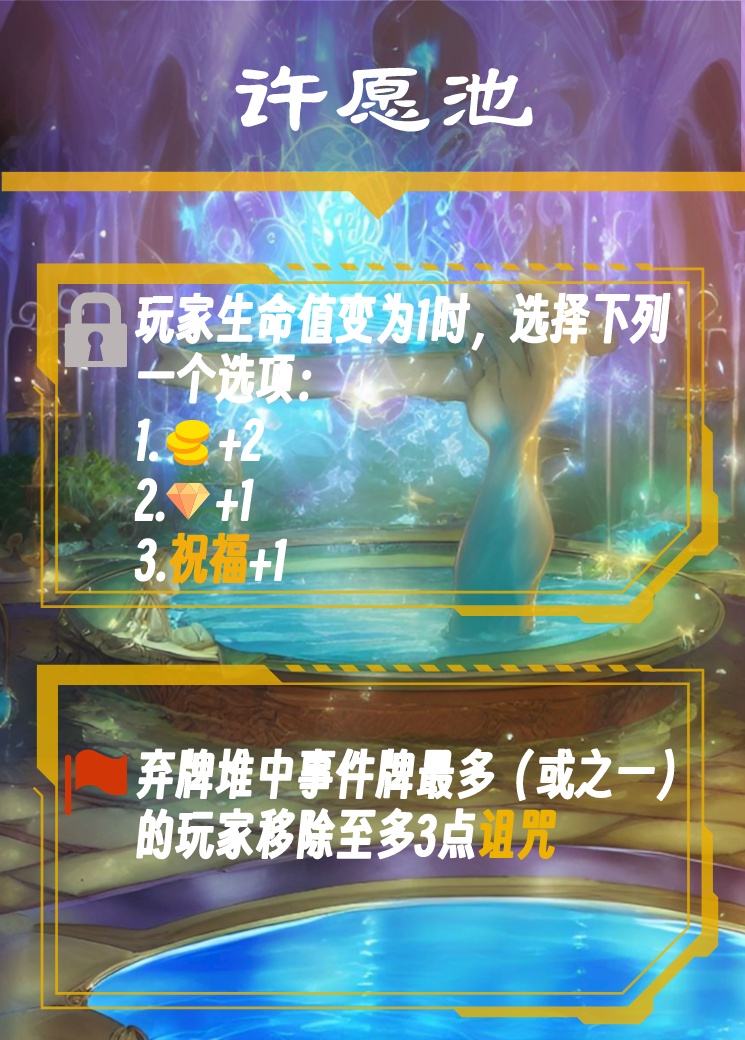 许愿池
玩家生命值变为1时，选择下列
一个选项：
1. +2
2. +1
3.祝福+1
弃牌堆中事件牌最多（或之一）
的玩家移除至多3点诅咒